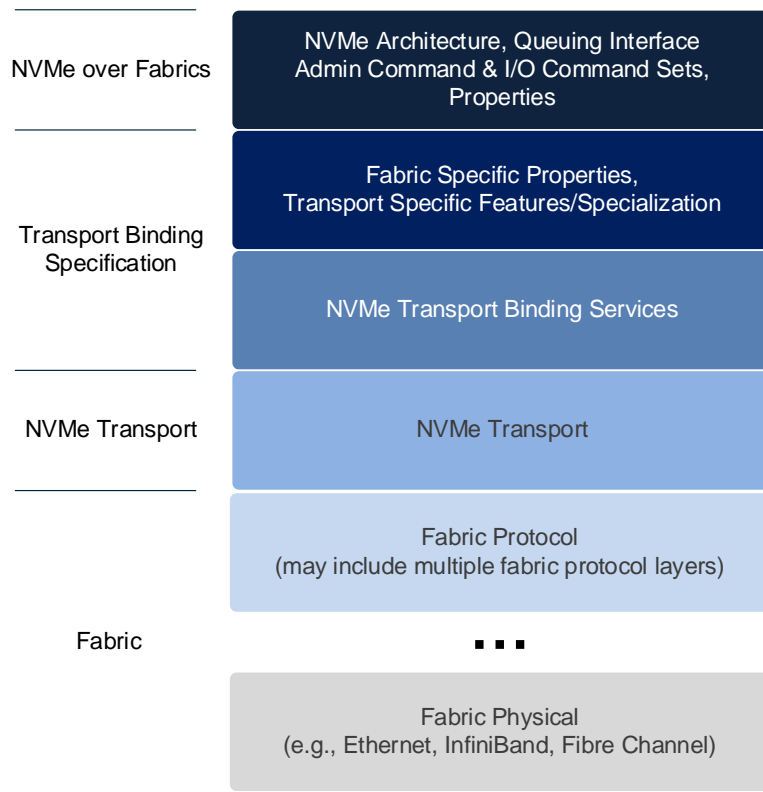 NVMe over Fabrics
NVMe Architecture, Queuing Interface
Admin Command & I/O Command Sets,
Properties
Transport Binding
Specification
Fabric Specific Properties,
Transport Specific Features/Specialization
NVMe Transport Binding Services
NVMe Transport
NVMe Transport
Fabric
Fabric Protocol
(may include multiple fabric protocol layers)
...
Fabric Physical
(e.g., Ethernet, InfiniBand, Fibre Channel)